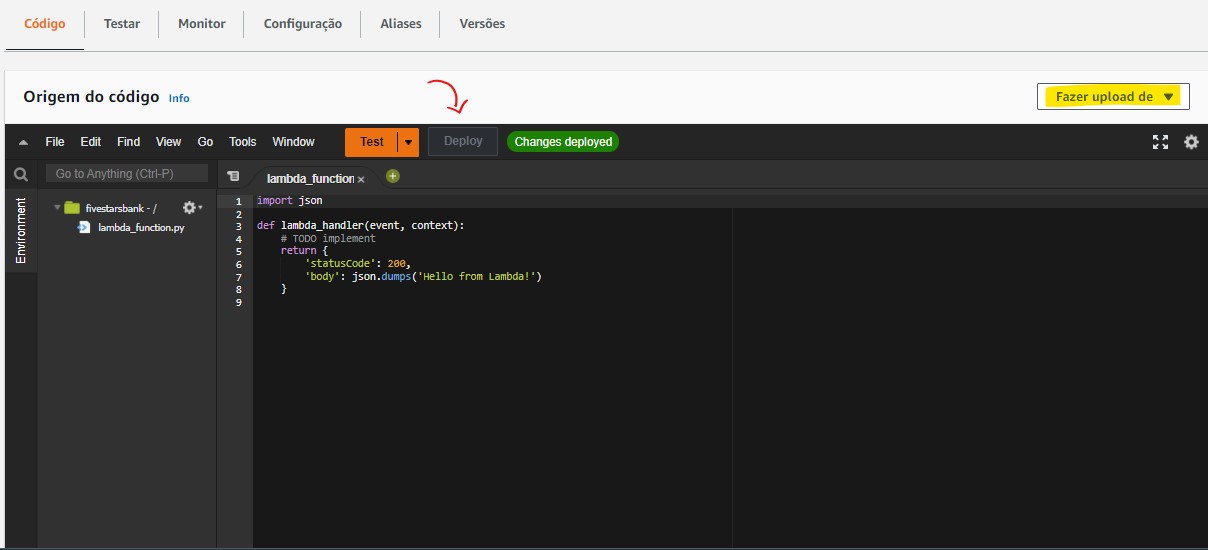 Código Testar Monitor Configuração Aliases Versões
Origem do código Info Fazer upload de
File Edit Find View Go Tools Window Test Deploy Changes deployed
Go to Anything (Ctrl-P) lambda_function
Environment
fivestarsbank - /
lambda_function.py
1 import json
2
3 def lambda_handler(event, context):
4     # TODO implement
5     return {
6         'statusCode': 200,
7         'body': json.dumps('Hello from Lambda!')
8     }
9